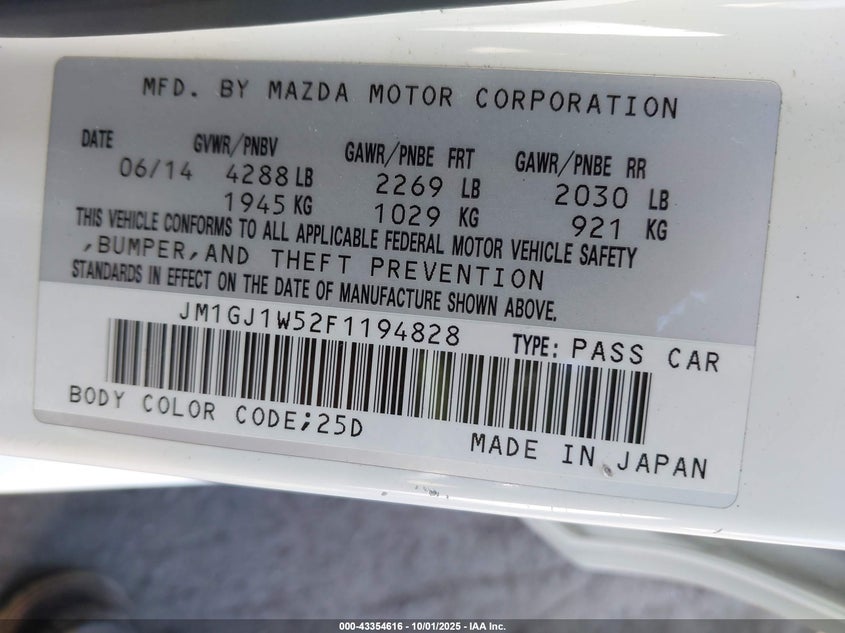 MFD. BY MAZDA MOTOR CORPORATION
DATE GVWR/PNBV GAWR/PNBE FRT GAWR/PNBE RR
06/14 4288 LB 2269 LB 2030 LB
1945 KG 1029 KG 921 KG
THIS VEHICLE CONFORMS TO ALL APPLICABLE FEDERAL MOTOR VEHICLE SAFETY
,BUMPER,AND THEFT PREVENTION
STANDARDS IN EFFECT ON THE DATE OF MANUFACTURE SHOWN ABOVE.
JM1GJ1W52F1194828 TYPE: PASS CAR
BODY COLOR CODE;25D
MADE IN JAPAN
000-43354616 - 10/01/2025 - IAA Inc.